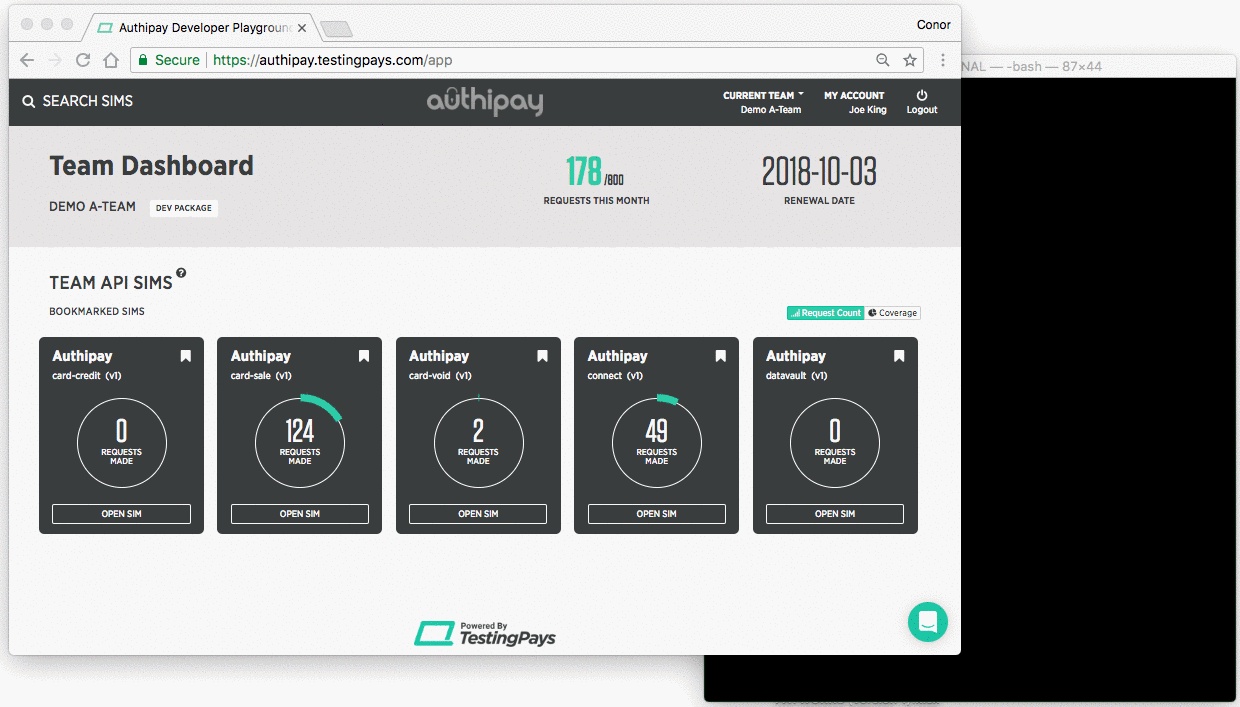 Authipay Developer Playground
Conor
Secure
https://authipay.testingpays.com/app
NAL — -bash — 87×44
SEARCH SIMS
authipay
CURRENT TEAM
Demo A-Team
MY ACCOUNT
Joe King
Logout
Team Dashboard
DEMO A-TEAM
DEV PACKAGE
178/800
REQUESTS THIS MONTH
2018-10-03
RENEWAL DATE
TEAM API SIMS ?
BOOKMARKED SIMS
Request Count
Coverage
Authipay
card-credit (v1)
0
REQUESTS
MADE
OPEN SIM
Authipay
card-sale (v1)
124
REQUESTS
MADE
OPEN SIM
Authipay
card-void (v1)
2
REQUESTS
MADE
OPEN SIM
Authipay
connect (v1)
49
REQUESTS
MADE
OPEN SIM
Authipay
datavault (v1)
0
REQUESTS
MADE
OPEN SIM
Powered By
TestingPays